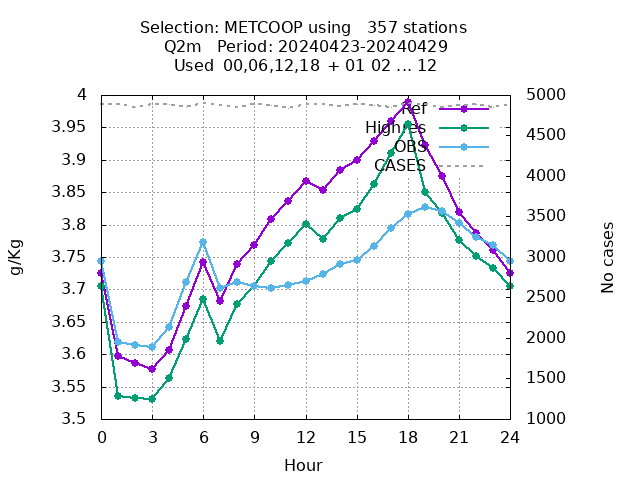 Selection: METCOOP using   357 stations
Q2m   Period: 20240423-20240429
Used  00,06,12,18 + 01 02 ... 12
4
3.95
3.9
3.85
3.8
3.75
3.7
3.65
3.6
3.55
3.5
g/Kg
Ref
Highres
OBS
CASES
5000
4500
4000
3500
3000
2500
2000
1500
1000
No cases
0 3 6 9 12 15 18 21 24
Hour